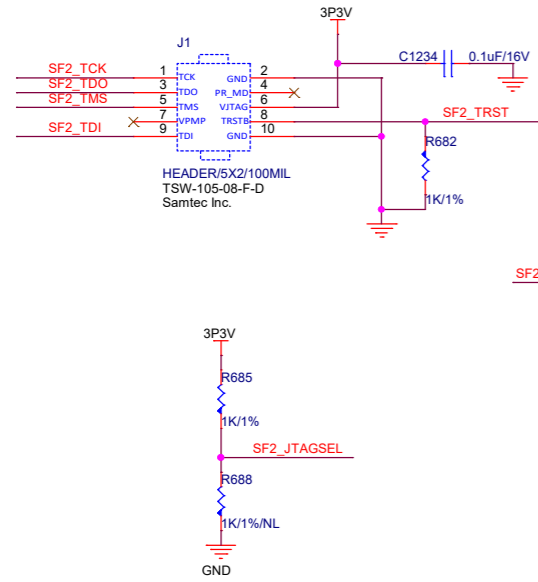 3P3V
J1
C1234 0.1uF/16V
SF2_TCK 1 TCK GND 2
SF2_TDO 3 TDO PR_MD 4
SF2_TMS 5 TMS VJTAG 6
7 VPMP TRSTB 8 SF2_TRST
SF2_TDI 9 TDI GND 10
R682
HEADER/5X2/100MIL
TSW-105-08-F-D
Samtec Inc.
1K/1%
SF2
3P3V
R685
1K/1%
SF2_JTAGSEL
R688
1K/1%/NL
GND